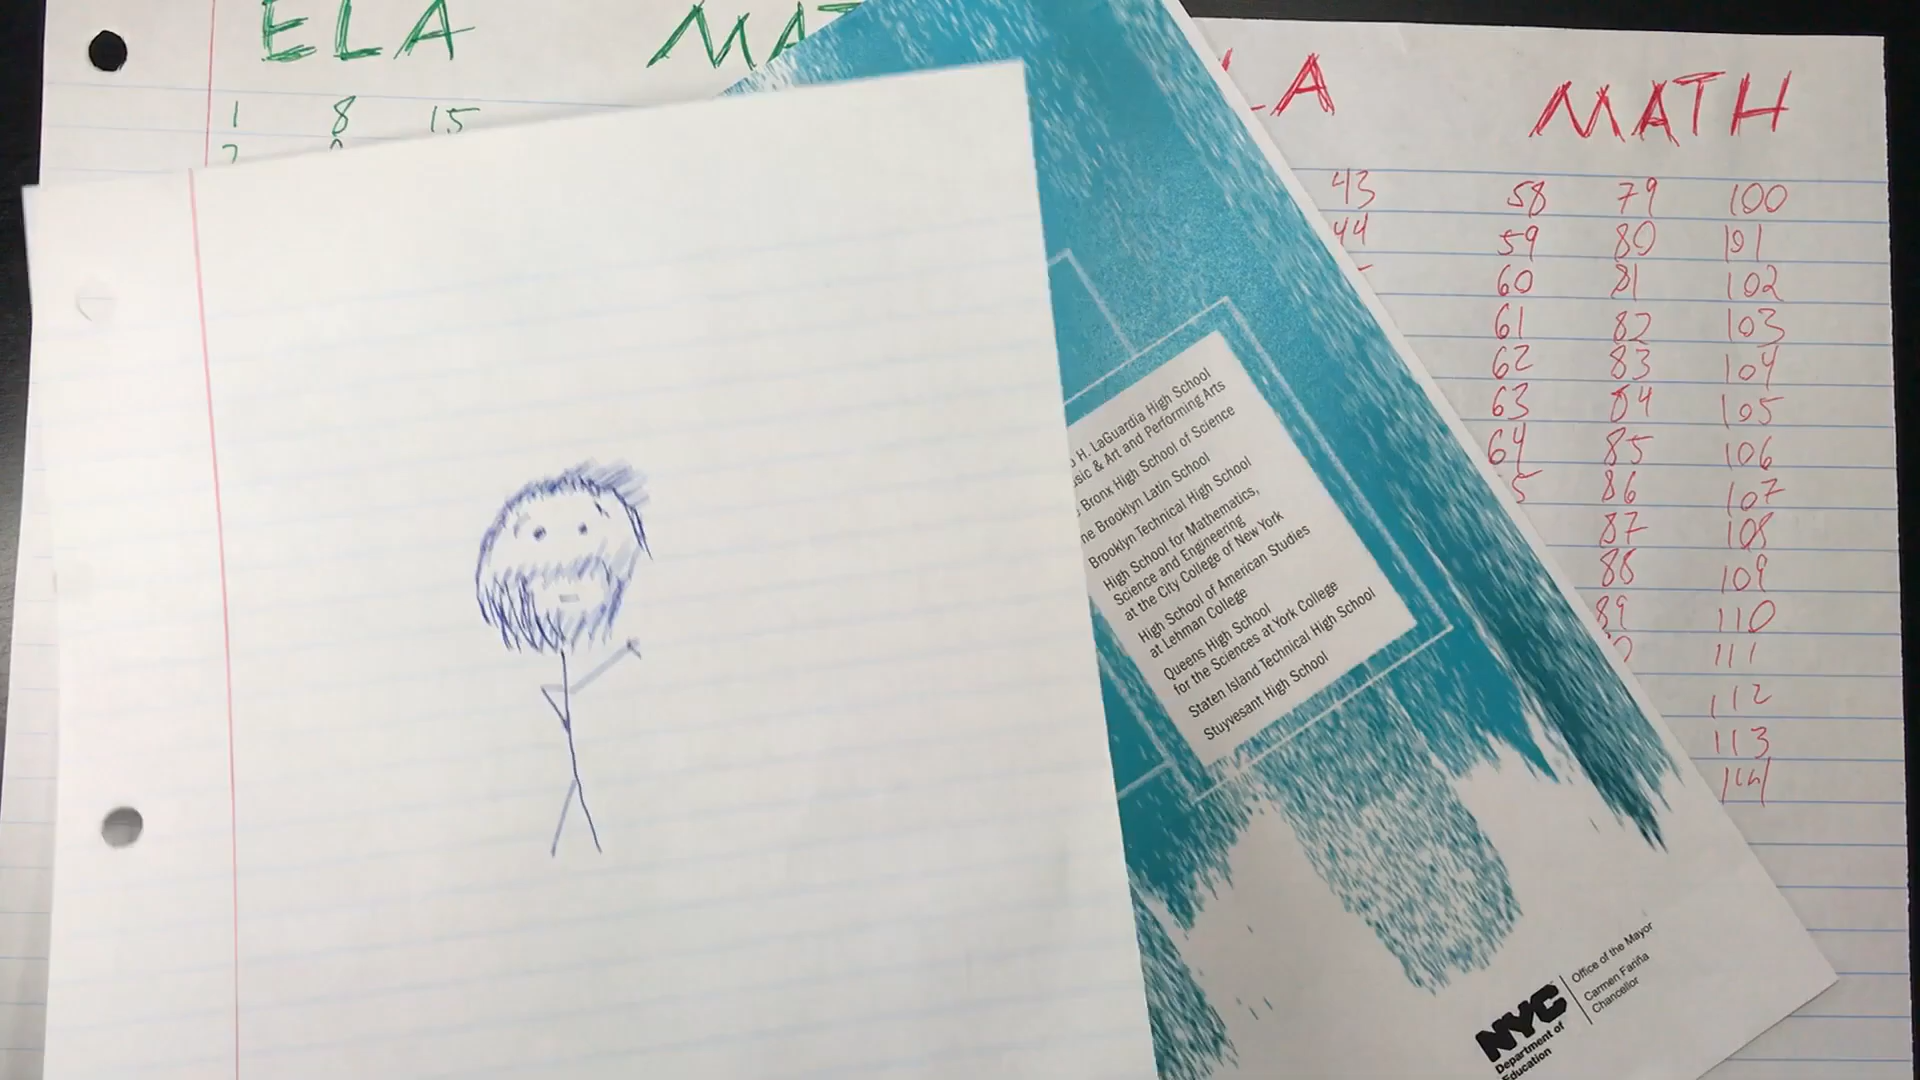 ELA MAT
1 8 15
LA MATH
43 58 79 100
44 59 80 101
60 81 102
61 82 103
62 83 104
63 84 105
64 85 106
5 86 107
87 108
88 109
89 110
111
112
113
114
H. LaGuardia High School
sic & Art and Performing Arts
Bronx High School of Science
ne Brooklyn Latin School
Brooklyn Technical High School
High School for Mathematics,
Science and Engineering
at the City College of New York
High School of American Studies
at Lehman College
Queens High School
for the Sciences at York College
Staten Island Technical High School
Stuyvesant High School
NYC
Department of
Education
Office of the Mayor
Carmen Fariña
Chancellor